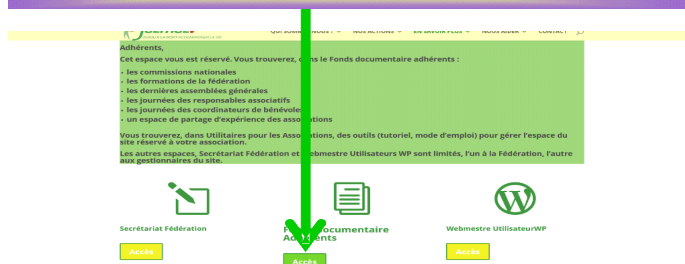 QUI SOMMES-NOUS ? NOS ACTIONS EN SAVOIR PLUS NOUS AIDER CONTACT
Adhérents,
Cet espace vous est réservé. Vous trouverez, dans le Fonds documentaire adhérents :
- les commissions nationales
- les formations de la fédération
- les dernières assemblées générales
- les journées des responsables associatifs
- les journées des coordinateurs de bénévoles
- un espace de partage d'expérience des associations
Vous trouverez, dans Utilitaires pour les Associations, des outils (tutoriel, mode d'emploi) pour gérer l'espace du
site réservé à votre association.
Les autres espaces, Secrétariat Fédération et Webmestre Utilisateurs WP sont limités, l'un à la Fédération, l'autre
aux gestionnaires du site.
Secrétariat Fédération
Fonds Documentaire
Adhérents
Webmestre UtilisateurWP
Accès
Accès
Accès